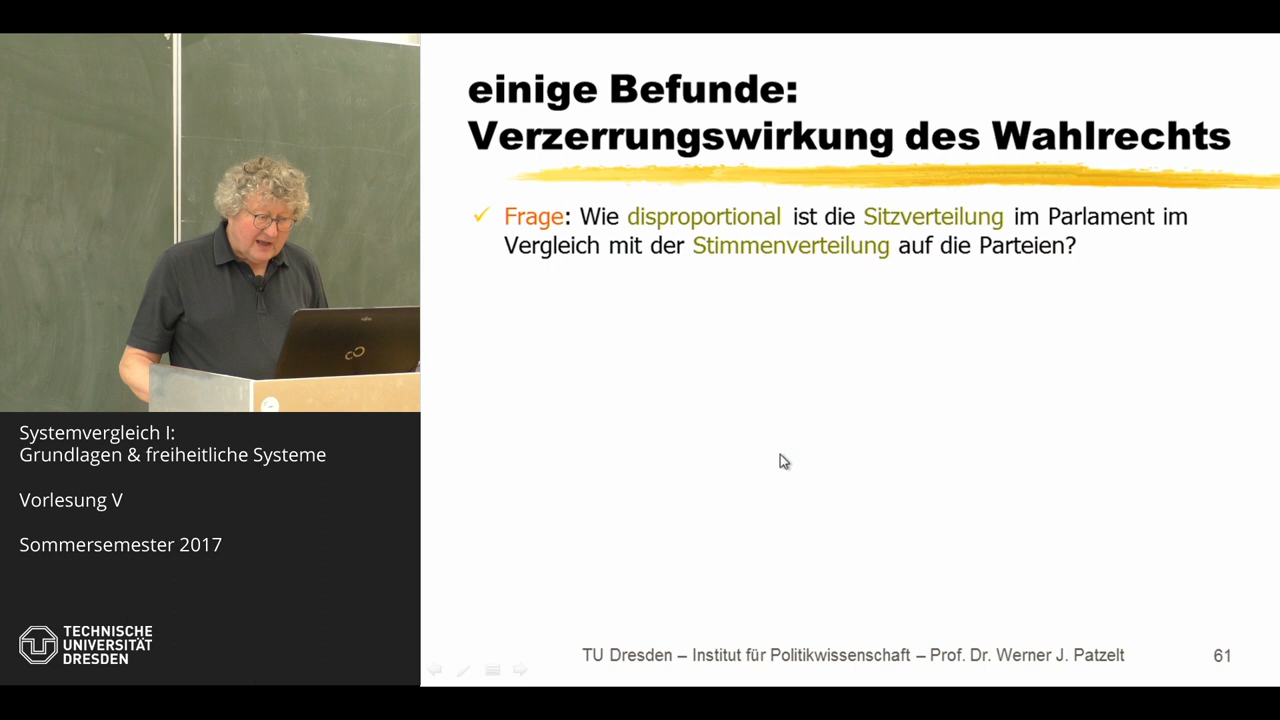 einige Befunde:
Verzerrungswirkung des Wahlrechts
Frage: Wie disproportional ist die Sitzverteilung im Parlament im
Vergleich mit der Stimmenverteilung auf die Parteien?
Systemvergleich I:
Grundlagen & freiheitliche Systeme
Vorlesung V
Sommersemester 2017
TECHNISCHE
UNIVERSITÄT
DRESDEN
TU Dresden – Institut für Politikwissenschaft – Prof. Dr. Werner J. Patzelt
61